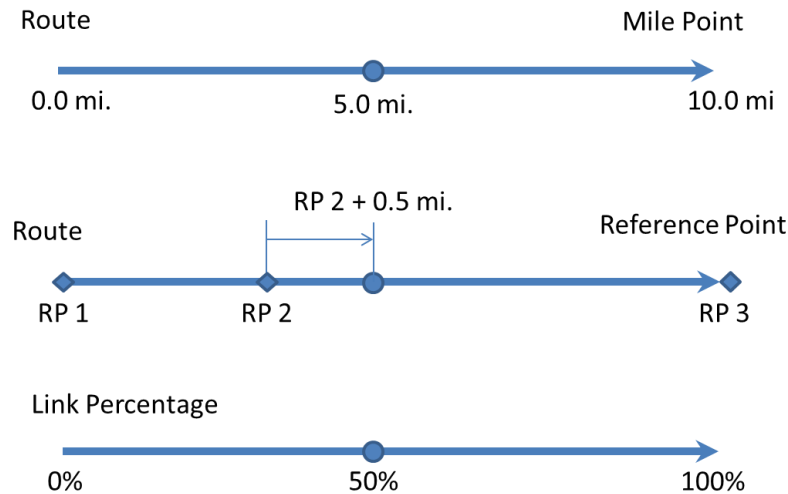 Route
Mile Point
0.0 mi.
5.0 mi.
10.0 mi
RP 2 + 0.5 mi.
Route
Reference Point
RP 1
RP 2
RP 3
Link Percentage
0%
50%
100%